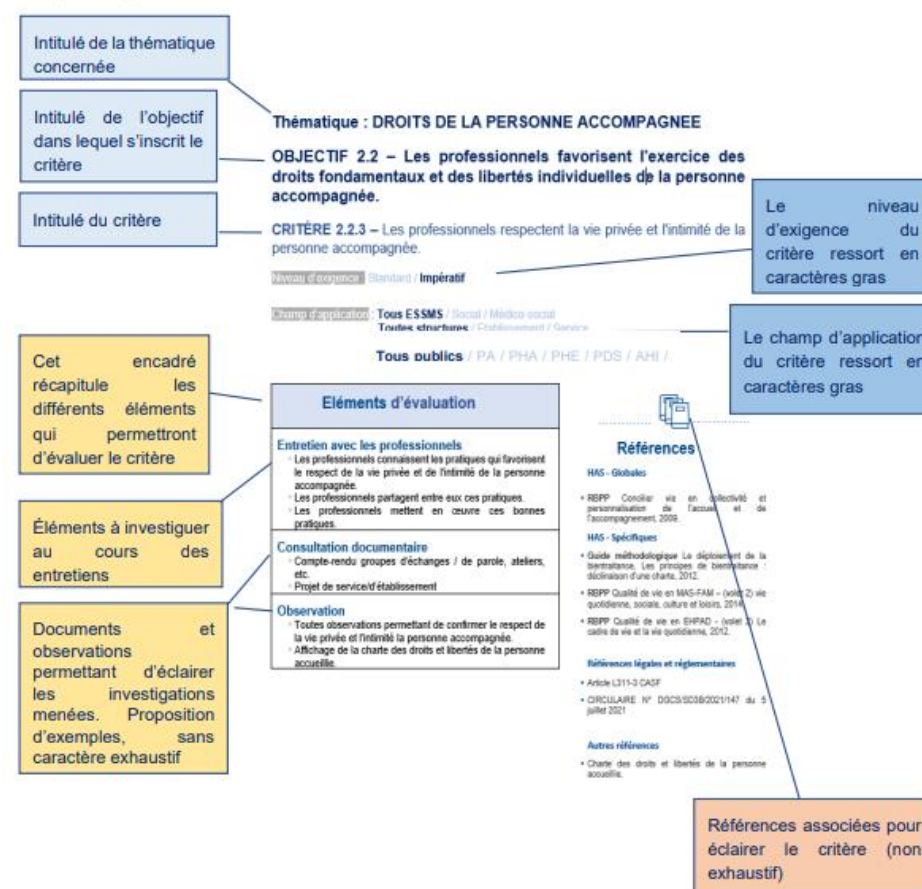 Intitulé de la thématique
concernée
Intitulé de l'objectif
dans lequel s'inscrit le
critère
Intitulé du critère
Thématique : DROITS DE LA PERSONNE ACCOMPAGNEE
OBJECTIF 2.2 – Les professionnels favorisent l'exercice des
droits fondamentaux et des libertés individuelles de la personne
accompagnée.
CRITÈRE 2.2.3 – Les professionnels respectent la vie privée et l'intimité de la
personne accompagnée.
Niveau d'exigence : Standard / Impératif
Champ d'application : Tous ESSMS / Social / Médico-social
Toutes structures / Etablissement / Service
Tous publics / PA / PHA / PHE / PDS / AHI /
Le niveau
d'exigence du
critère ressort en
caractères gras
Le champ d'application
du critère ressort en
caractères gras
Cet encadré
récapitule les
différents éléments
qui permettront
d'évaluer le critère
Éléments à investiguer
au cours des
entretiens
Documents et
observations
permettant d'éclairer
les investigations
menées. Proposition
d'exemples, sans
caractère exhaustif
Eléments d'évaluation
Entretien avec les professionnels
Les professionnels connaissent les pratiques qui favorisent
le respect de la vie privée et de l'intimité de la personne
accompagnée.
Les professionnels partagent entre eux ces pratiques.
Les professionnels mettent en œuvre ces bonnes
pratiques.
Consultation documentaire
Compte-rendu groupes d'échanges / de parole, ateliers,
etc.
Projet de service/d'établissement
Observation
Toutes observations permettant de confirmer le respect de
la vie privée et l'intimité la personne accompagnée.
Affichage de la charte des droits et libertés de la personne
accueillie.
Références
HAS - Globales
• RBPP Concilier vie en collectivité et
personnalisation de l'accueil et de
l'accompagnement, 2009.
HAS - Spécifiques
• Guide méthodologique Le déploiement de la
bientraitance, Les principes de bientraitance :
déclinaison d'une charte, 2012.
• RBPP Qualité de vie en MAS-FAM – (volet 2) vie
quotidienne, sociale, culture et loisirs, 2014
• RBPP Qualité de vie en EHPAD - (volet 2) Le
cadre de vie et la vie quotidienne, 2012.
Références légales et réglementaires
• Article L311-3 CASF
• CIRCULAIRE N° DGCS/SD3B/2021/147 du 5
juillet 2021
Autres références
• Charte des droits et libertés de la personne
accueillie.
Références associées pour
éclairer le critère (non
exhaustif)